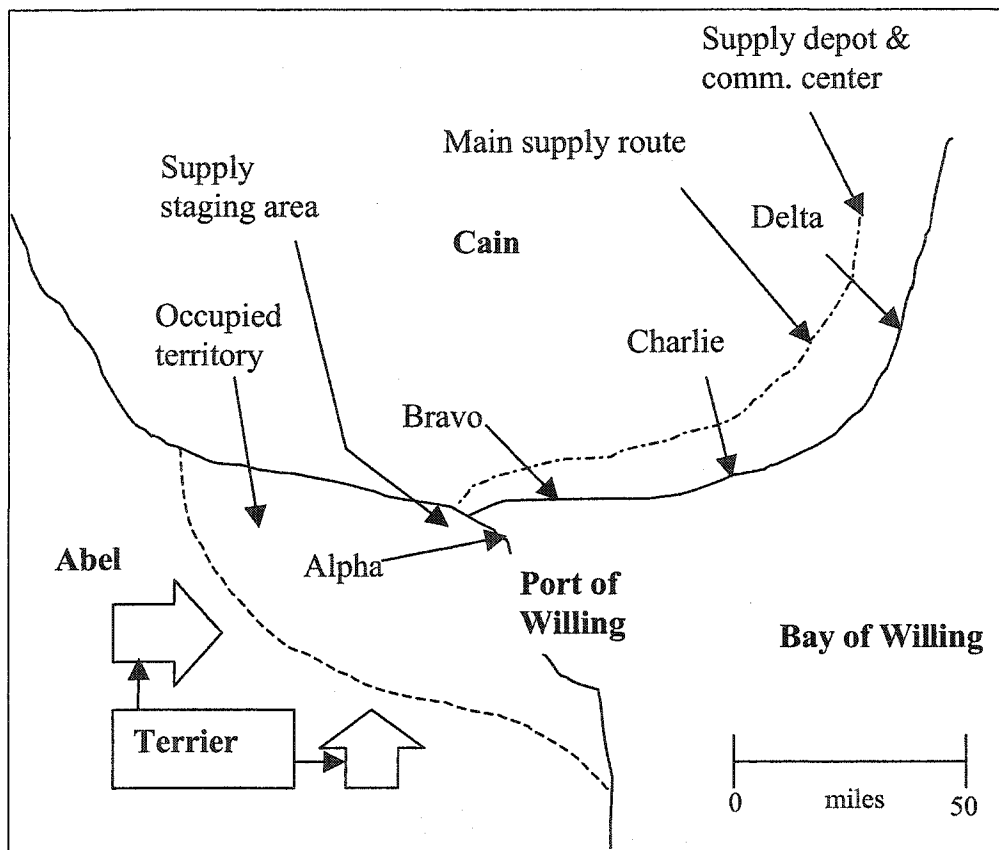 Supply depot &
comm. center
Main supply route
Supply
staging area
Delta
Cain
Occupied
territory
Charlie
Bravo
Abel
Alpha
Port of
Willing
Bay of Willing
Terrier
0
miles
50